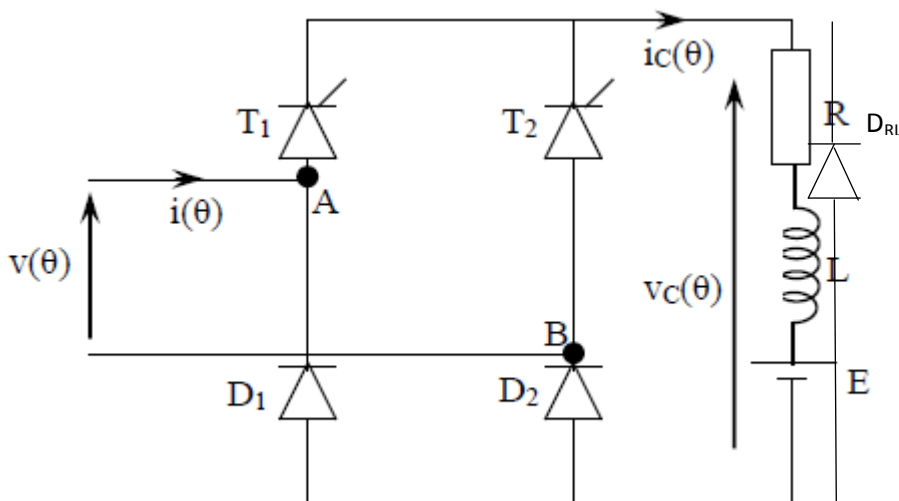 iC(θ)
T1
T2
R
DRL
A
i(θ)
v(θ)
B
vC(θ)
L
D1
D2
E